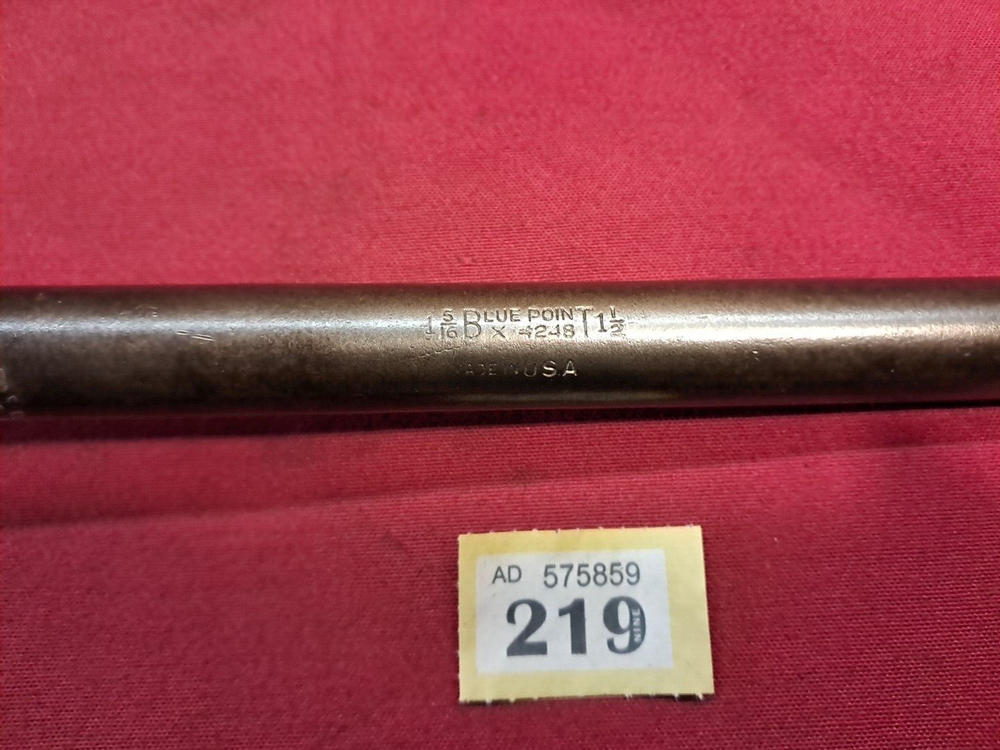 1 5/16 BLUE POINT 1 1/2
X 4248
MADE IN USA
AD 575859
219
NINE